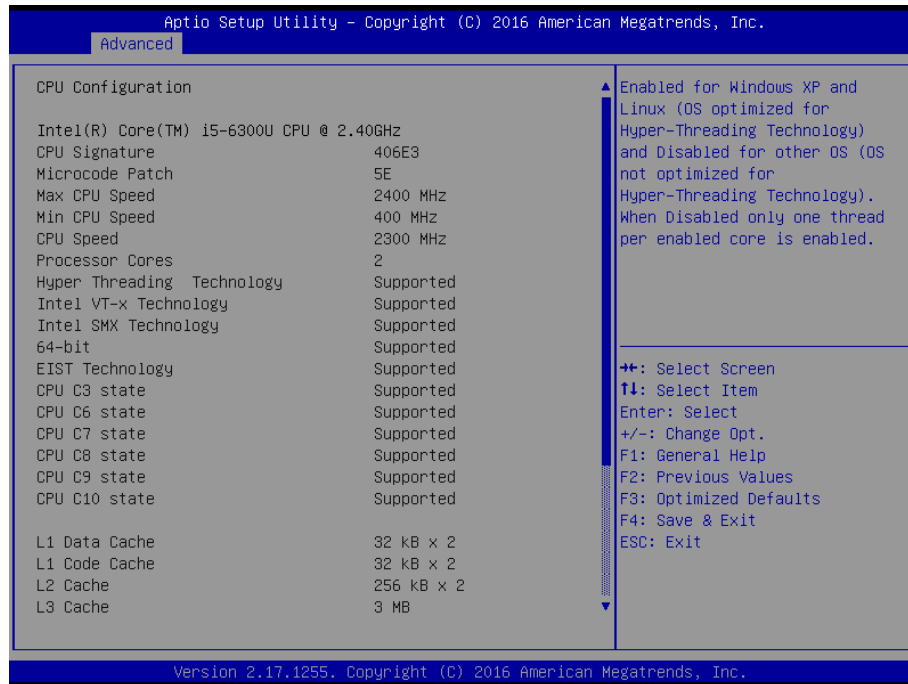 Aptio Setup Utility – Copyright (C) 2016 American Megatrends, Inc.
Advanced
CPU Configuration
Intel(R) Core(TM) i5-6300U CPU @ 2.40GHz
CPU Signature 406E3
Microcode Patch 5E
Max CPU Speed 2400 MHz
Min CPU Speed 400 MHz
CPU Speed 2300 MHz
Processor Cores 2
Hyper Threading Technology Supported
Intel VT-x Technology Supported
Intel SMX Technology Supported
64-bit Supported
EIST Technology Supported
CPU C3 state Supported
CPU C6 state Supported
CPU C7 state Supported
CPU C8 state Supported
CPU C9 state Supported
CPU C10 state Supported
L1 Data Cache 32 kB x 2
L1 Code Cache 32 kB x 2
L2 Cache 256 kB x 2
L3 Cache 3 MB
Enabled for Windows XP and
Linux (OS optimized for
Hyper-Threading Technology)
and Disabled for other OS (OS
not optimized for
Hyper-Threading Technology).
When Disabled only one thread
per enabled core is enabled.
→←: Select Screen
↑↓: Select Item
Enter: Select
+/-: Change Opt.
F1: General Help
F2: Previous Values
F3: Optimized Defaults
F4: Save & Exit
ESC: Exit
Version 2.17.1255. Copyright (C) 2016 American Megatrends, Inc.